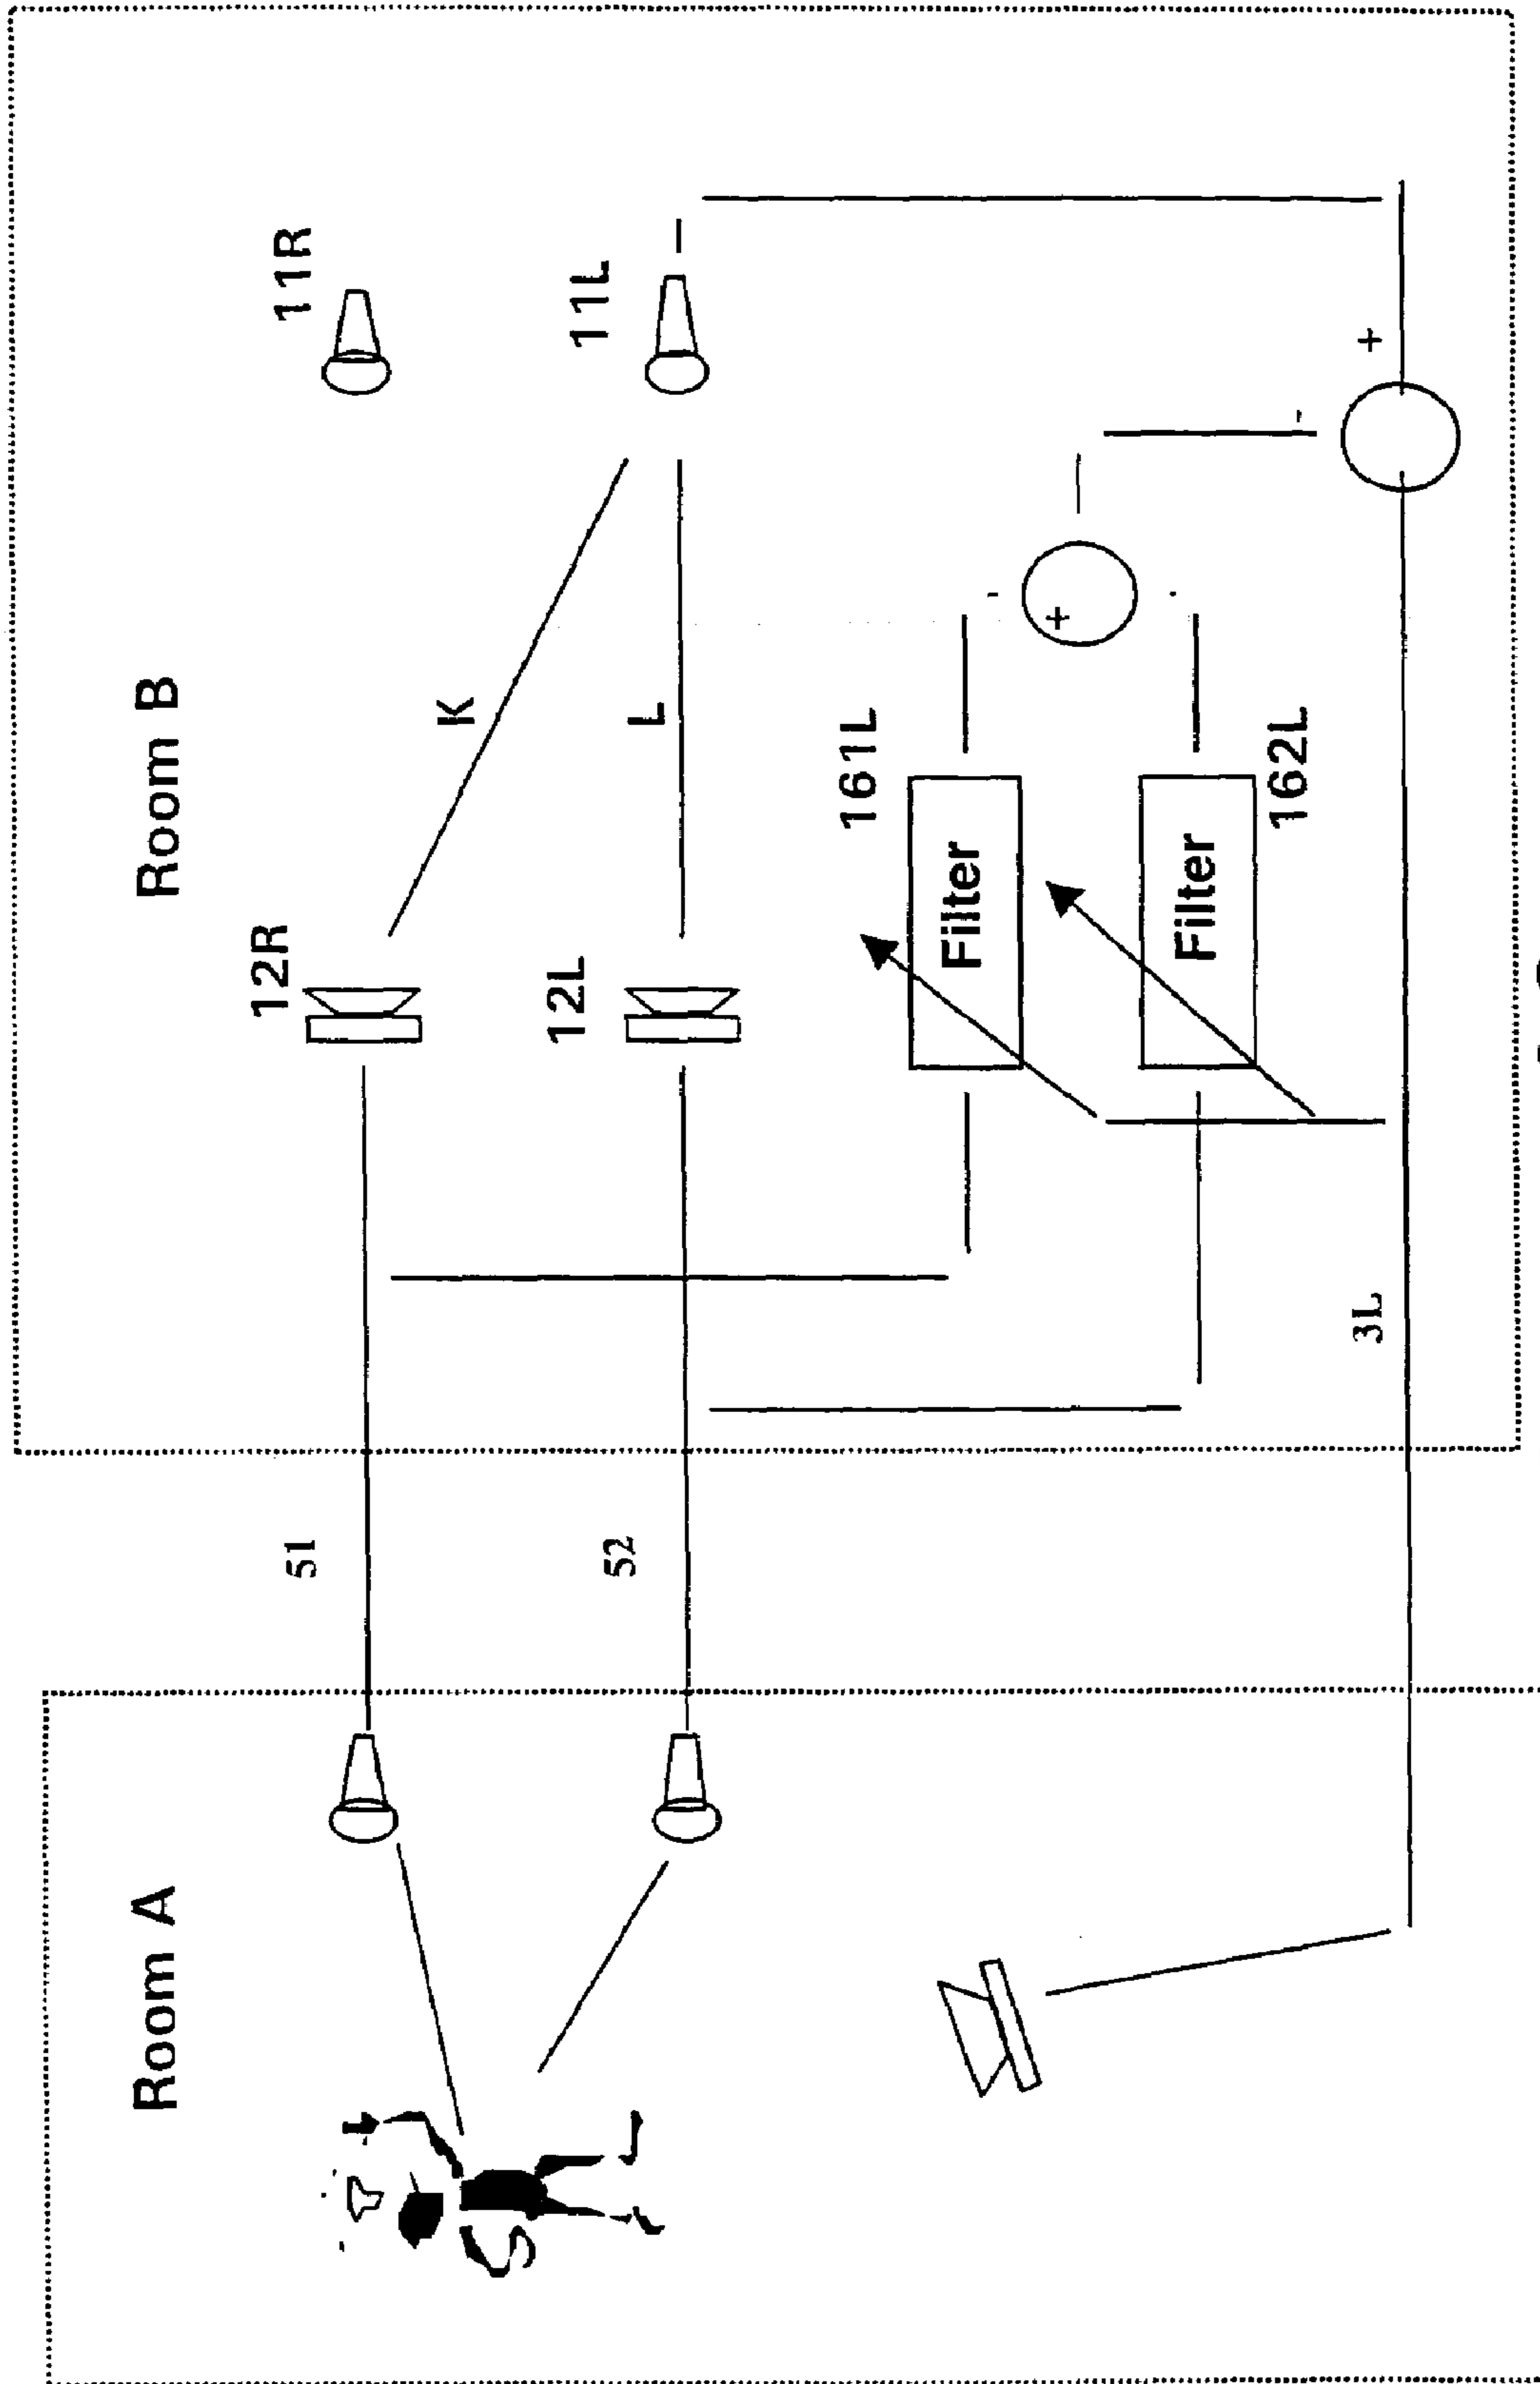 Room A
Room B
51
52
12R
12L
11R
11L
K
L
161L
Filter
Filter
162L
3L
-
+
-
-
+